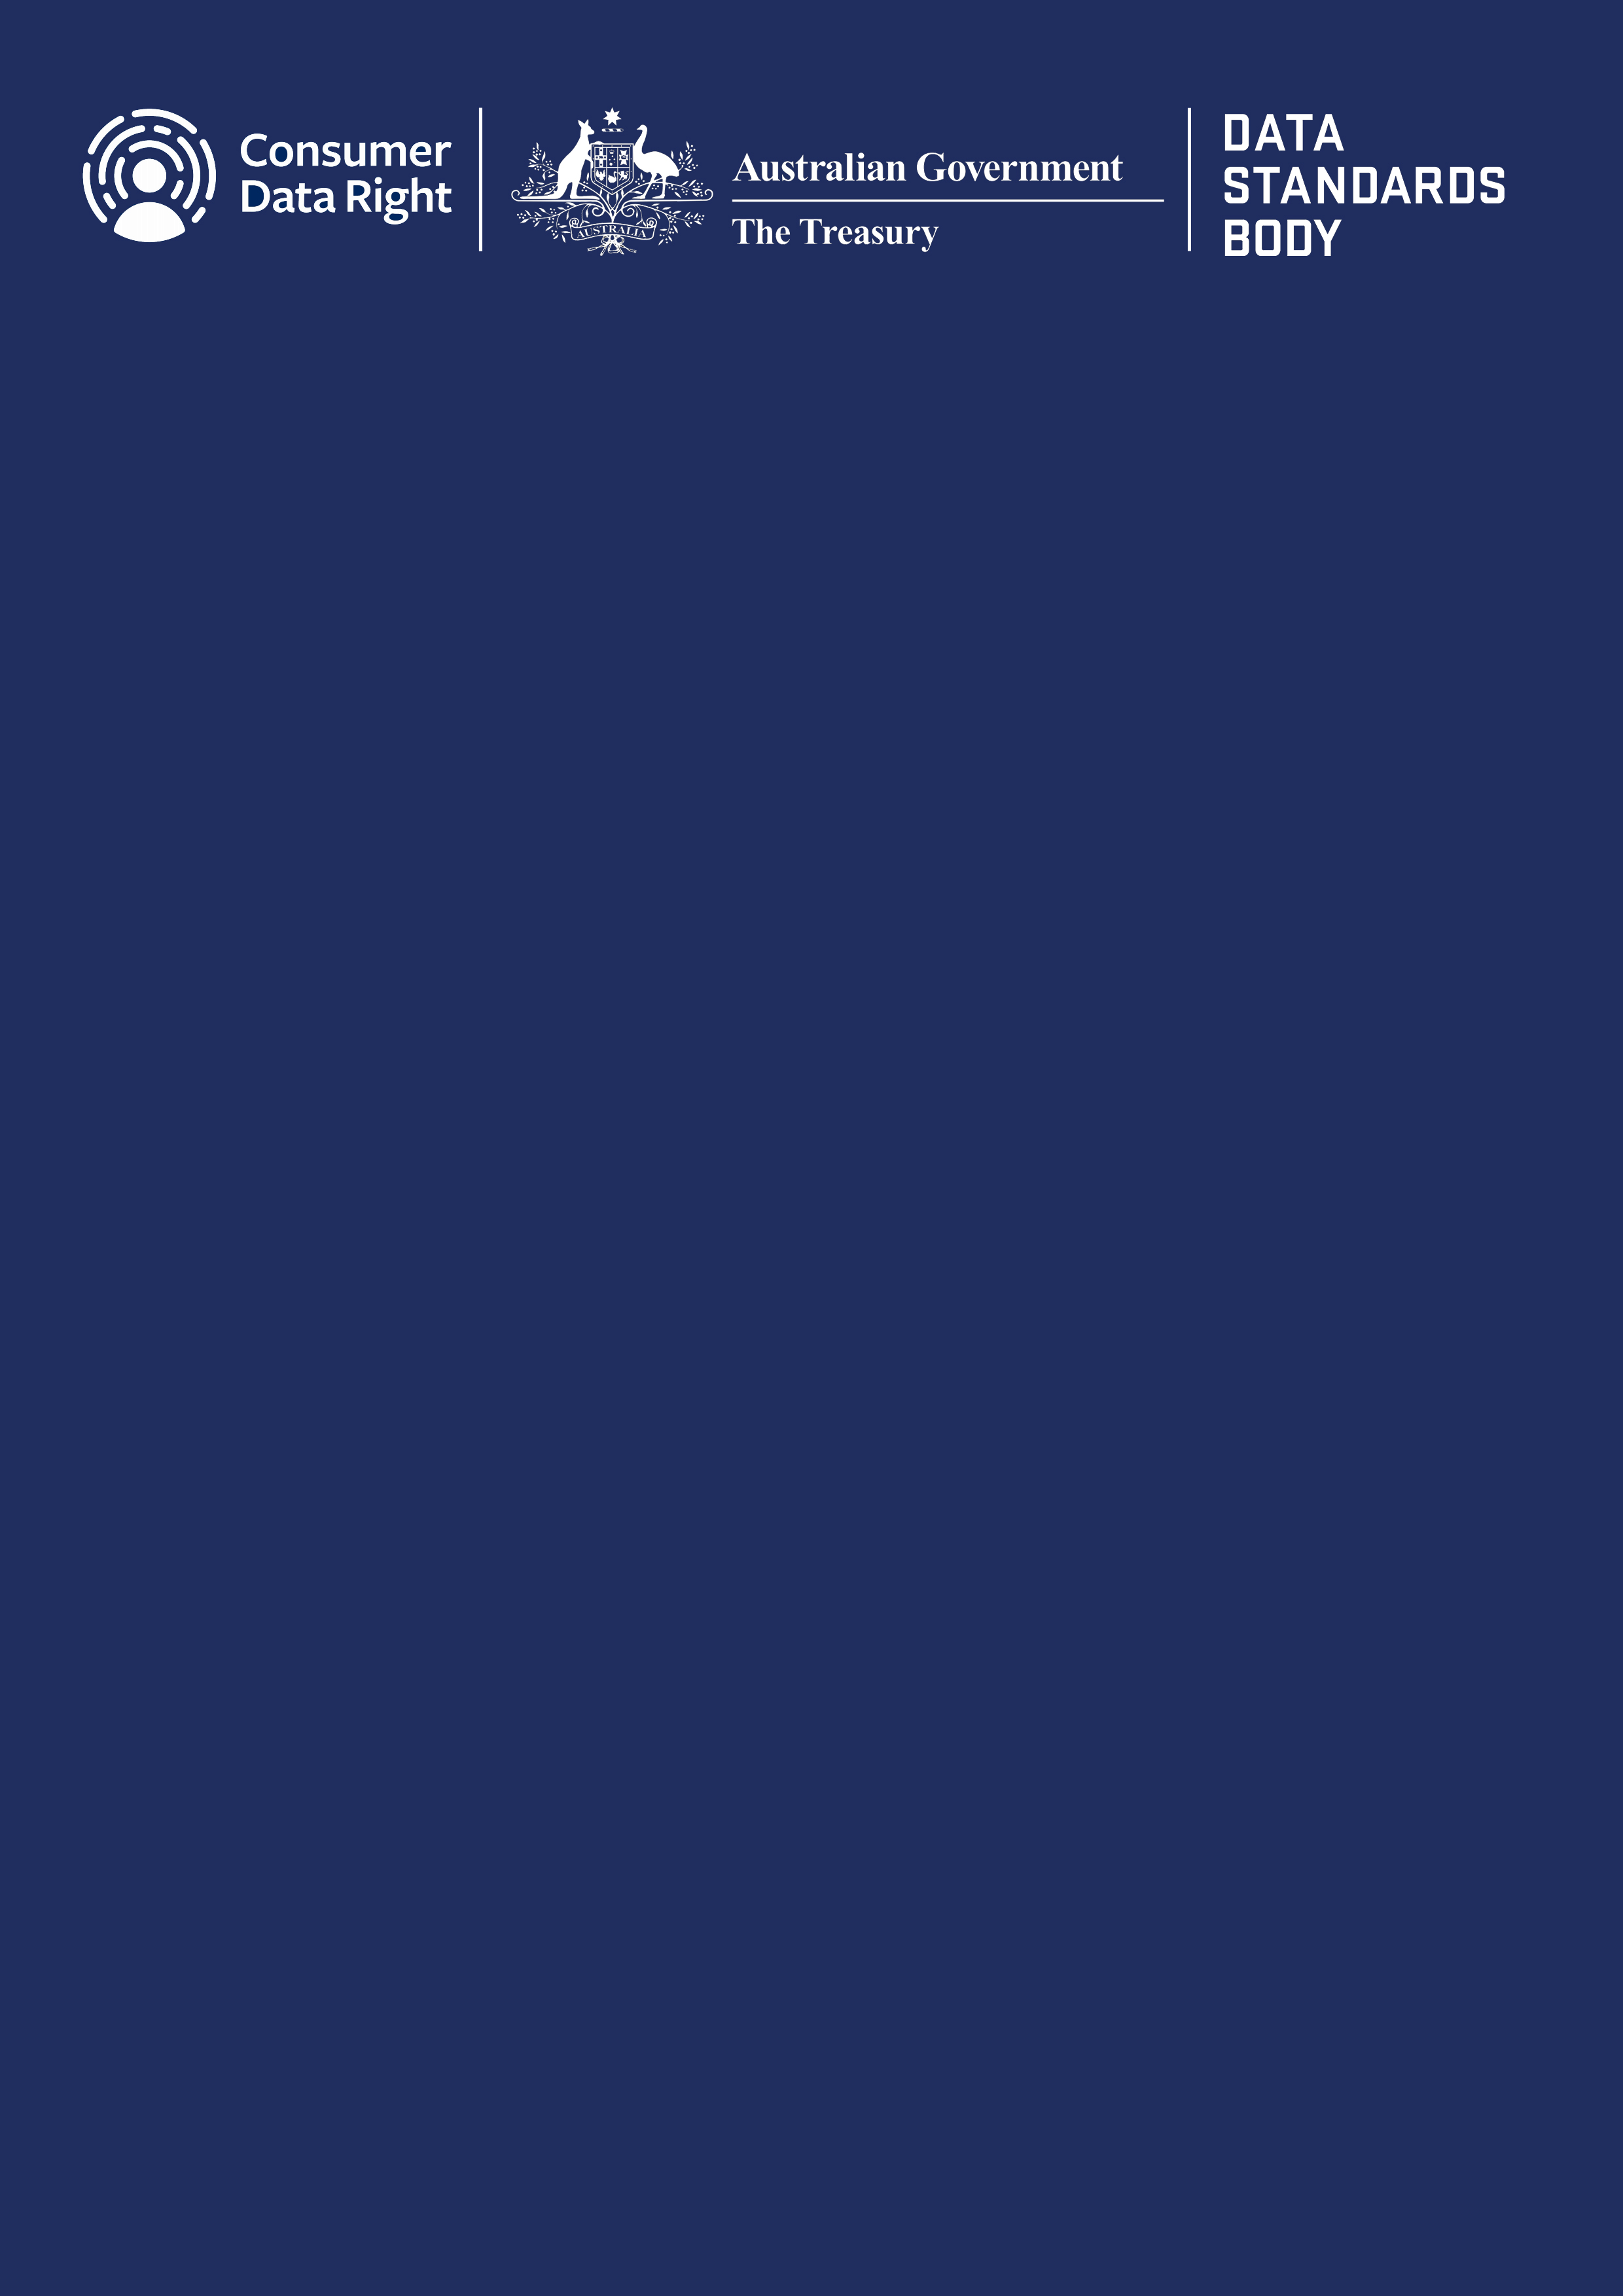 Consumer
Data Right
AUSTRALIA
Australian Government
The Treasury
DATA
STANDARDS
BODY